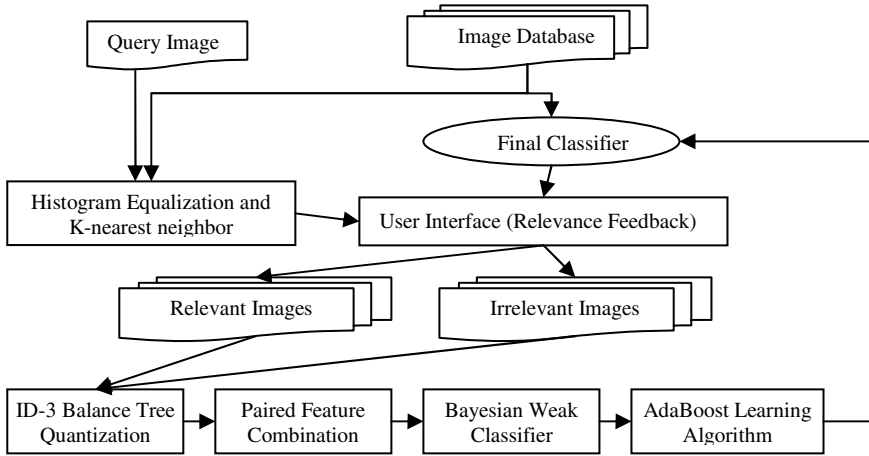 Query Image
Image Database
Final Classifier
Histogram Equalization and
K-nearest neighbor
User Interface (Relevance Feedback)
Relevant Images
Irrelevant Images
ID-3 Balance Tree
Quantization
Paired Feature
Combination
Bayesian Weak
Classifier
AdaBoost Learning
Algorithm